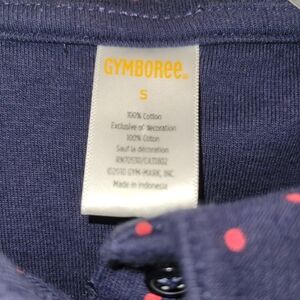 GYMBOREE
S
100% Cotton
Exclusive of decoration
100% Coton
Sauf la décoration
RN70530/CA11802
©2010 GYM-MARK, INC.
Made in Indonesia